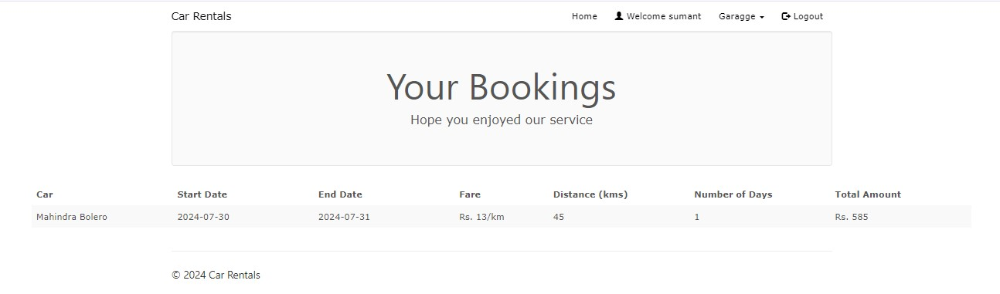 Car Rentals Home Welcome sumant Garagge Logout
Your Bookings
Hope you enjoyed our service
Car Start Date End Date Fare Distance (kms) Number of Days Total Amount
Mahindra Bolero 2024-07-30 2024-07-31 Rs. 13/km 45 1 Rs. 585
© 2024 Car Rentals